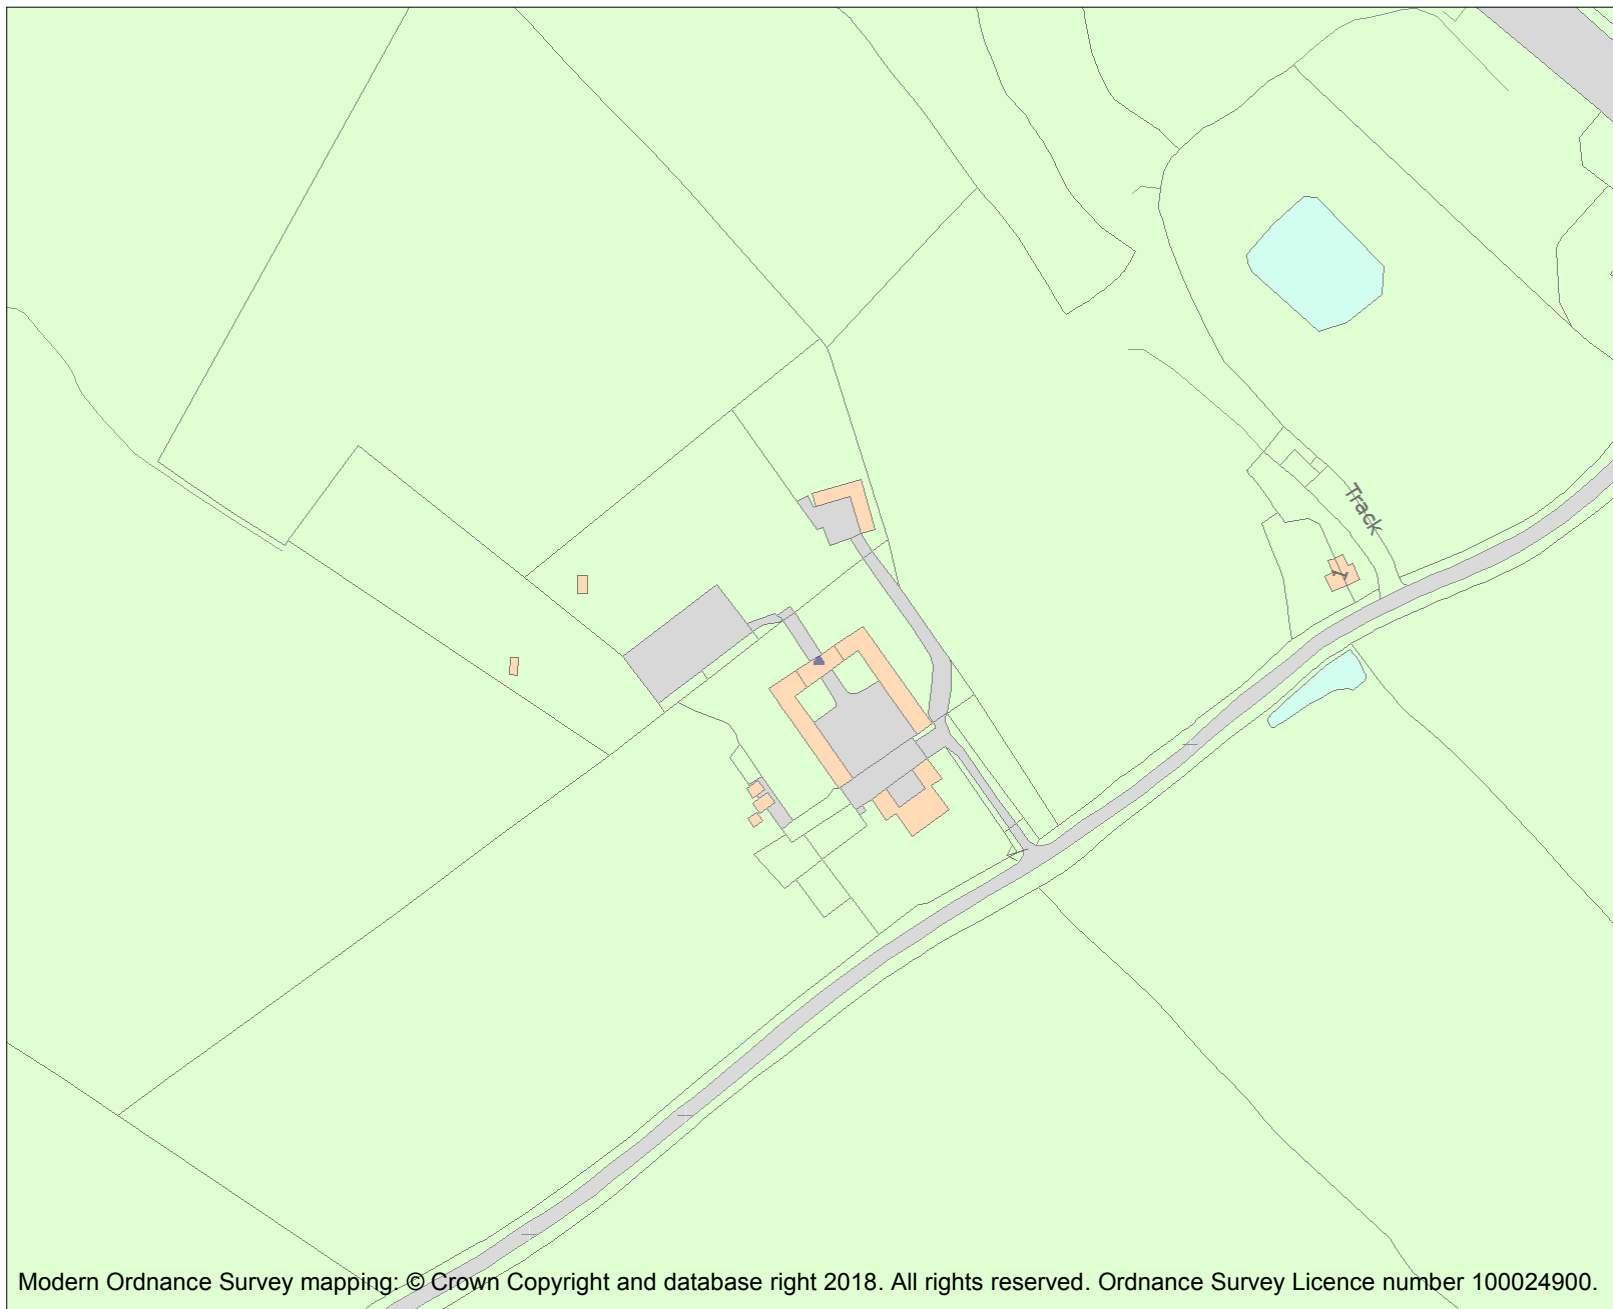 Track
1
Modern Ordnance Survey mapping: © Crown Copyright and database right 2018. All rights reserved. Ordnance Survey Licence number 100024900.